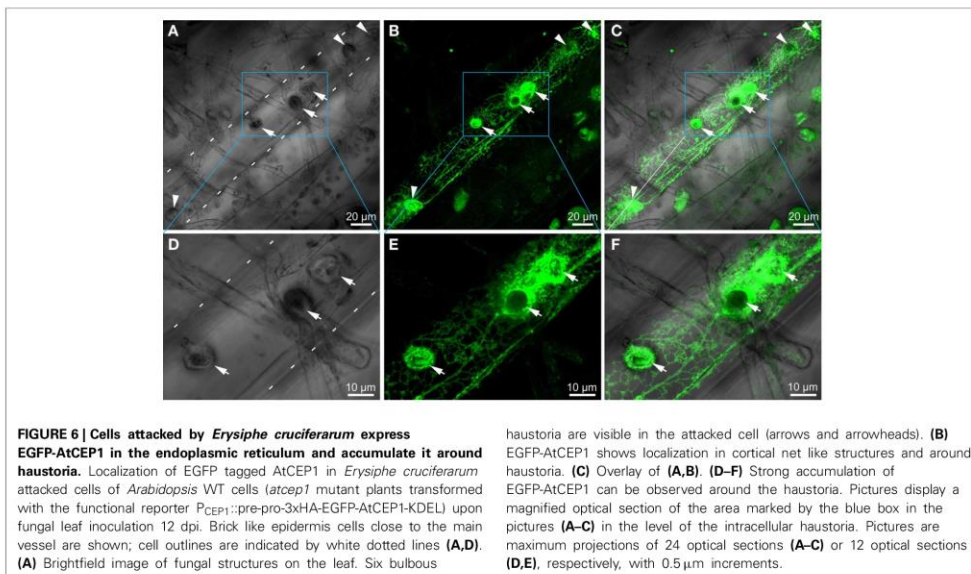 A
B
C
20 µm
20 µm
20 µm
D
E
F
10 µm
10 µm
10 µm
FIGURE 6 | Cells attacked by Erysiphe cruciferarum express
EGFP-AtCEP1 in the endoplasmic reticulum and accumulate it around
haustoria. Localization of EGFP tagged AtCEP1 in Erysiphe cruciferarum
attacked cells of Arabidopsis WT cells (atcep1 mutant plants transformed
with the functional reporter PCEP1::pre-pro-3xHA-EGFP-AtCEP1-KDEL) upon
fungal leaf inoculation 12 dpi. Brick like epidermis cells close to the main
vessel are shown; cell outlines are indicated by white dotted lines (A,D).
(A) Brightfield image of fungal structures on the leaf. Six bulbous
haustoria are visible in the attacked cell (arrows and arrowheads). (B)
EGFP-AtCEP1 shows localization in cortical net like structures and around
haustoria. (C) Overlay of (A,B). (D–F) Strong accumulation of
EGFP-AtCEP1 can be observed around the haustoria. Pictures display a
magnified optical section of the area marked by the blue box in the
pictures (A–C) in the level of the intracellular haustoria. Pictures are
maximum projections of 24 optical sections (A–C) or 12 optical sections
(D,E), respectively, with 0.5 µm increments.